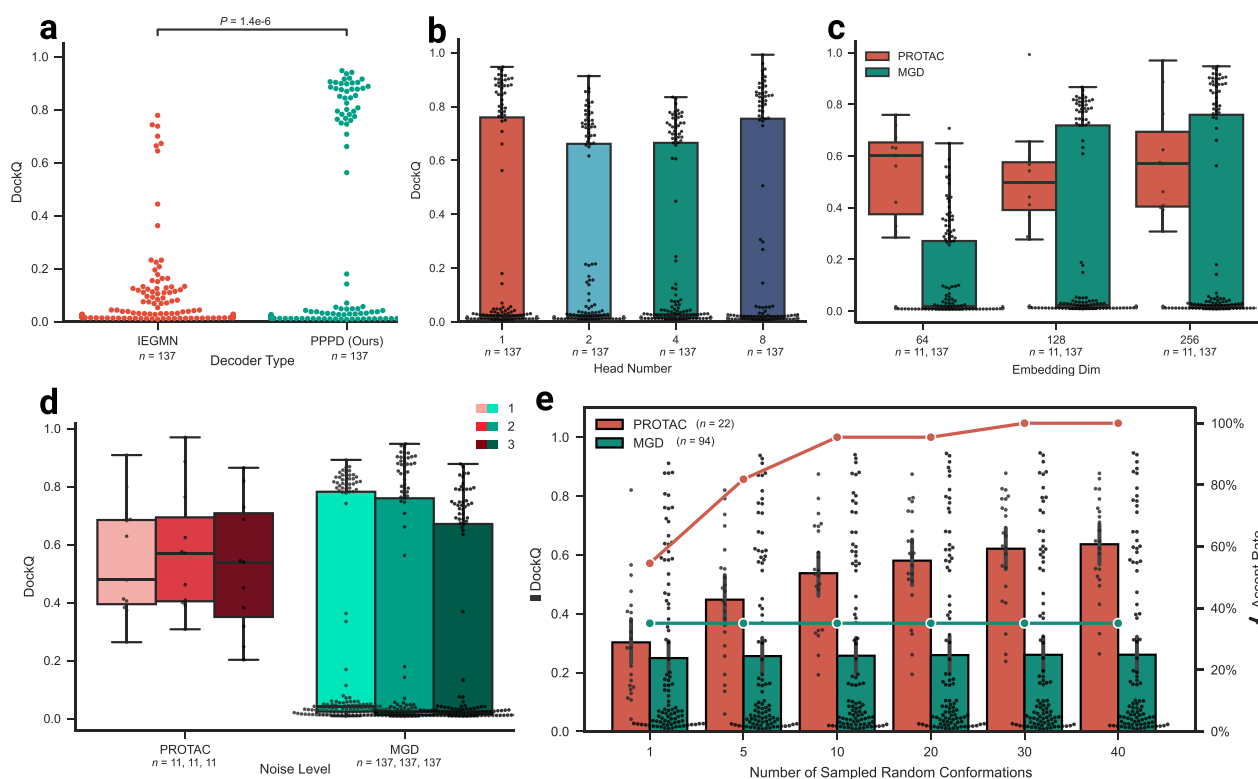 a
P = 1.4e-6
DockQ
1.0
0.8
0.6
0.4
0.2
0.0
IEGMN
PPPD (Ours)
n = 137
n = 137
Decoder Type
b
DockQ
1.0
0.8
0.6
0.4
0.2
0.0
1
2
4
8
n = 137
n = 137
n = 137
n = 137
Head Number
c
PROTAC
MGD
DockQ
1.0
0.8
0.6
0.4
0.2
0.0
64
128
256
n = 11, 137
n = 11, 137
n = 11, 137
Embedding Dim
d
1
2
3
DockQ
1.0
0.8
0.6
0.4
0.2
0.0
PROTAC
MGD
n = 11, 11, 11
n = 137, 137, 137
Noise Level
e
PROTAC (n = 22)
MGD (n = 94)
DockQ
1.0
0.8
0.6
0.4
0.2
0.0
100%
80%
60%
40%
20%
0%
1
5
10
20
30
40
Number of Sampled Random Conformations